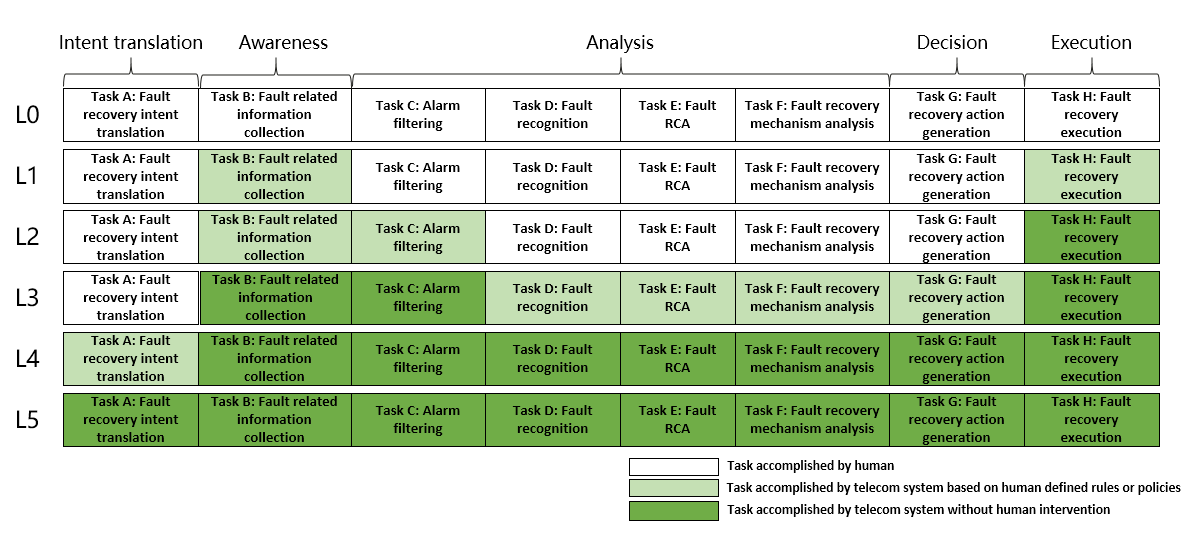 Intent translation Awareness Analysis Decision Execution
L0
Task A: Fault recovery intent translation
Task B: Fault related information collection
Task C: Alarm filtering
Task D: Fault recognition
Task E: Fault RCA
Task F: Fault recovery mechanism analysis
Task G: Fault recovery action generation
Task H: Fault recovery execution
L1
Task A: Fault recovery intent translation
Task B: Fault related information collection
Task C: Alarm filtering
Task D: Fault recognition
Task E: Fault RCA
Task F: Fault recovery mechanism analysis
Task G: Fault recovery action generation
Task H: Fault recovery execution
L2
Task A: Fault recovery intent translation
Task B: Fault related information collection
Task C: Alarm filtering
Task D: Fault recognition
Task E: Fault RCA
Task F: Fault recovery mechanism analysis
Task G: Fault recovery action generation
Task H: Fault recovery execution
L3
Task A: Fault recovery intent translation
Task B: Fault related information collection
Task C: Alarm filtering
Task D: Fault recognition
Task E: Fault RCA
Task F: Fault recovery mechanism analysis
Task G: Fault recovery action generation
Task H: Fault recovery execution
L4
Task A: Fault recovery intent translation
Task B: Fault related information collection
Task C: Alarm filtering
Task D: Fault recognition
Task E: Fault RCA
Task F: Fault recovery mechanism analysis
Task G: Fault recovery action generation
Task H: Fault recovery execution
L5
Task A: Fault recovery intent translation
Task B: Fault related information collection
Task C: Alarm filtering
Task D: Fault recognition
Task E: Fault RCA
Task F: Fault recovery mechanism analysis
Task G: Fault recovery action generation
Task H: Fault recovery execution
Task accomplished by human
Task accomplished by telecom system based on human defined rules or policies
Task accomplished by telecom system without human intervention